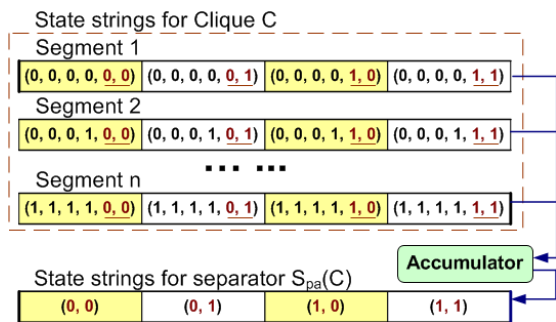 State strings for Clique C
Segment 1
(0, 0, 0, 0, 0, 0) (0, 0, 0, 0, 0, 1) (0, 0, 0, 0, 1, 0) (0, 0, 0, 0, 1, 1)
Segment 2
(0, 0, 0, 1, 0, 0) (0, 0, 0, 1, 0, 1) (0, 0, 0, 1, 1, 0) (0, 0, 0, 1, 1, 1)
... ...
Segment n
(1, 1, 1, 1, 0, 0) (1, 1, 1, 1, 0, 1) (1, 1, 1, 1, 1, 0) (1, 1, 1, 1, 1, 1)
Accumulator
State strings for separator Spa(C)
(0, 0) (0, 1) (1, 0) (1, 1)